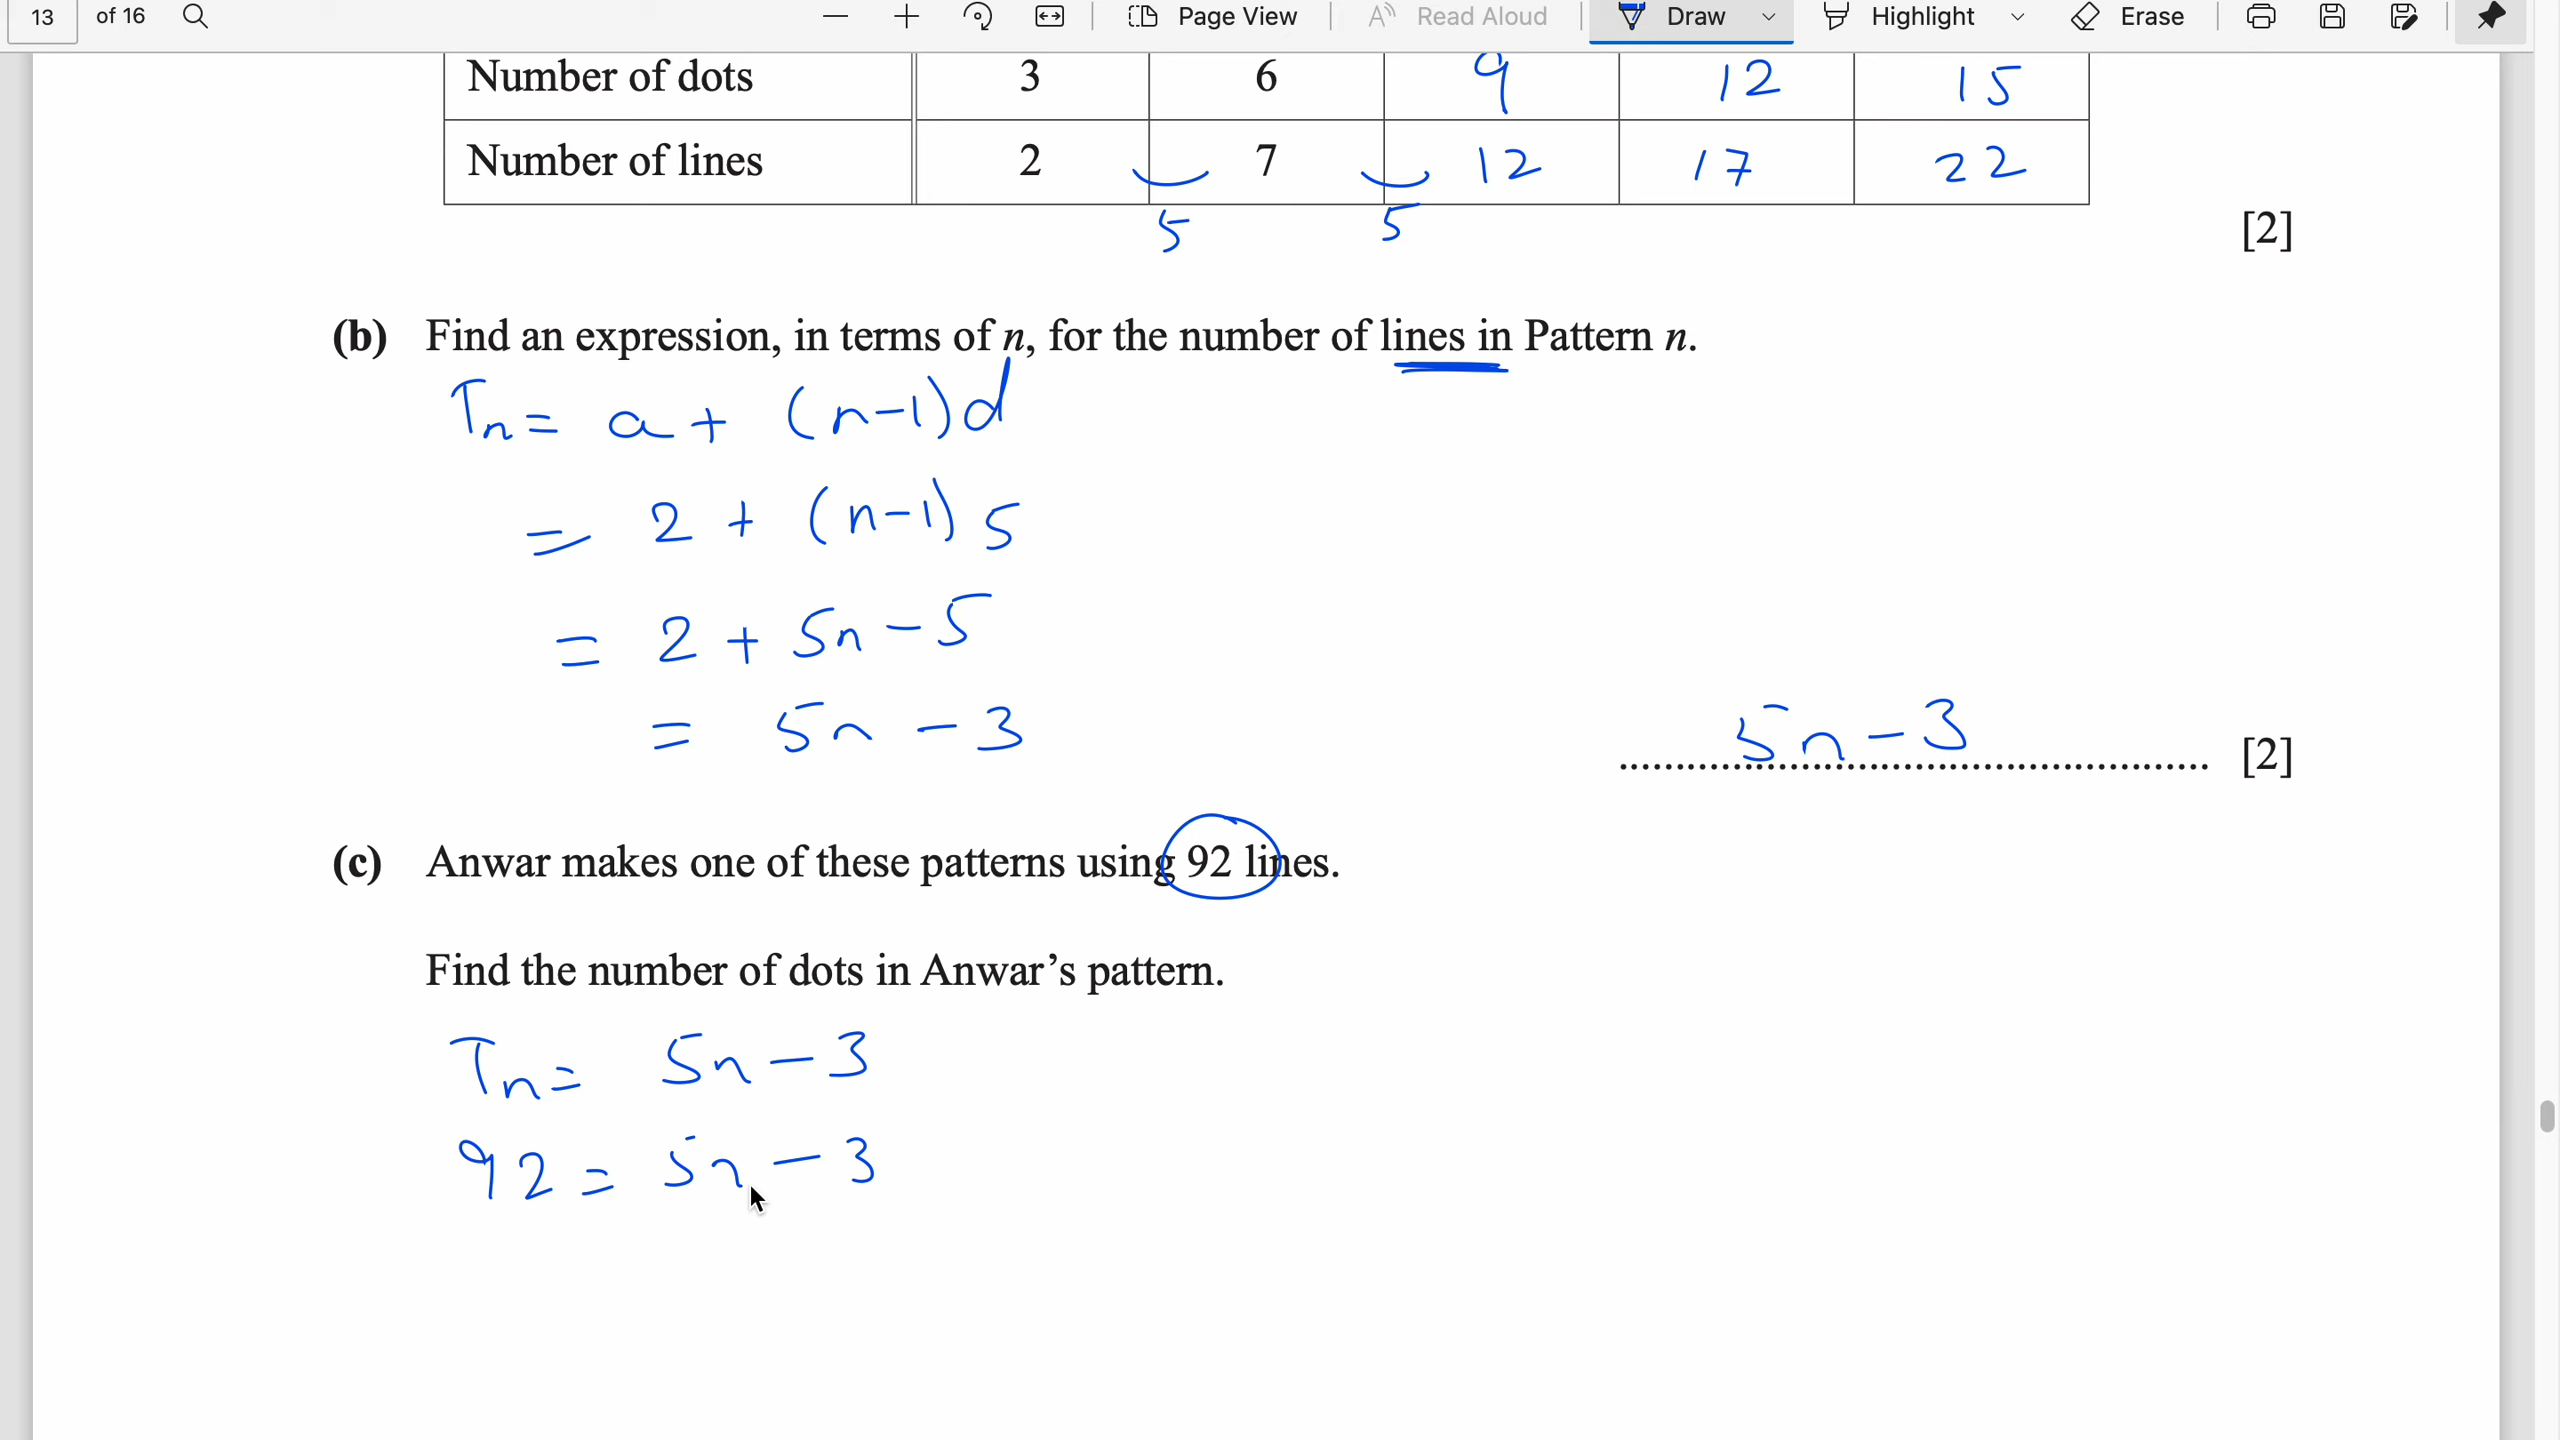 13 of 16 Page View Read Aloud Draw Highlight Erase
Number of dots 3 6 9 12 15
Number of lines 2 7 12 17 22
5 5
[2]
(b) Find an expression, in terms of n, for the number of lines in Pattern n.
Tn = a + (n-1)d
= 2 + (n-1) 5
= 2 + 5n - 5
= 5n - 3
5n - 3 [2]
(c) Anwar makes one of these patterns using 92 lines.
Find the number of dots in Anwar's pattern.
Tn = 5n - 3
92 = 5n - 3